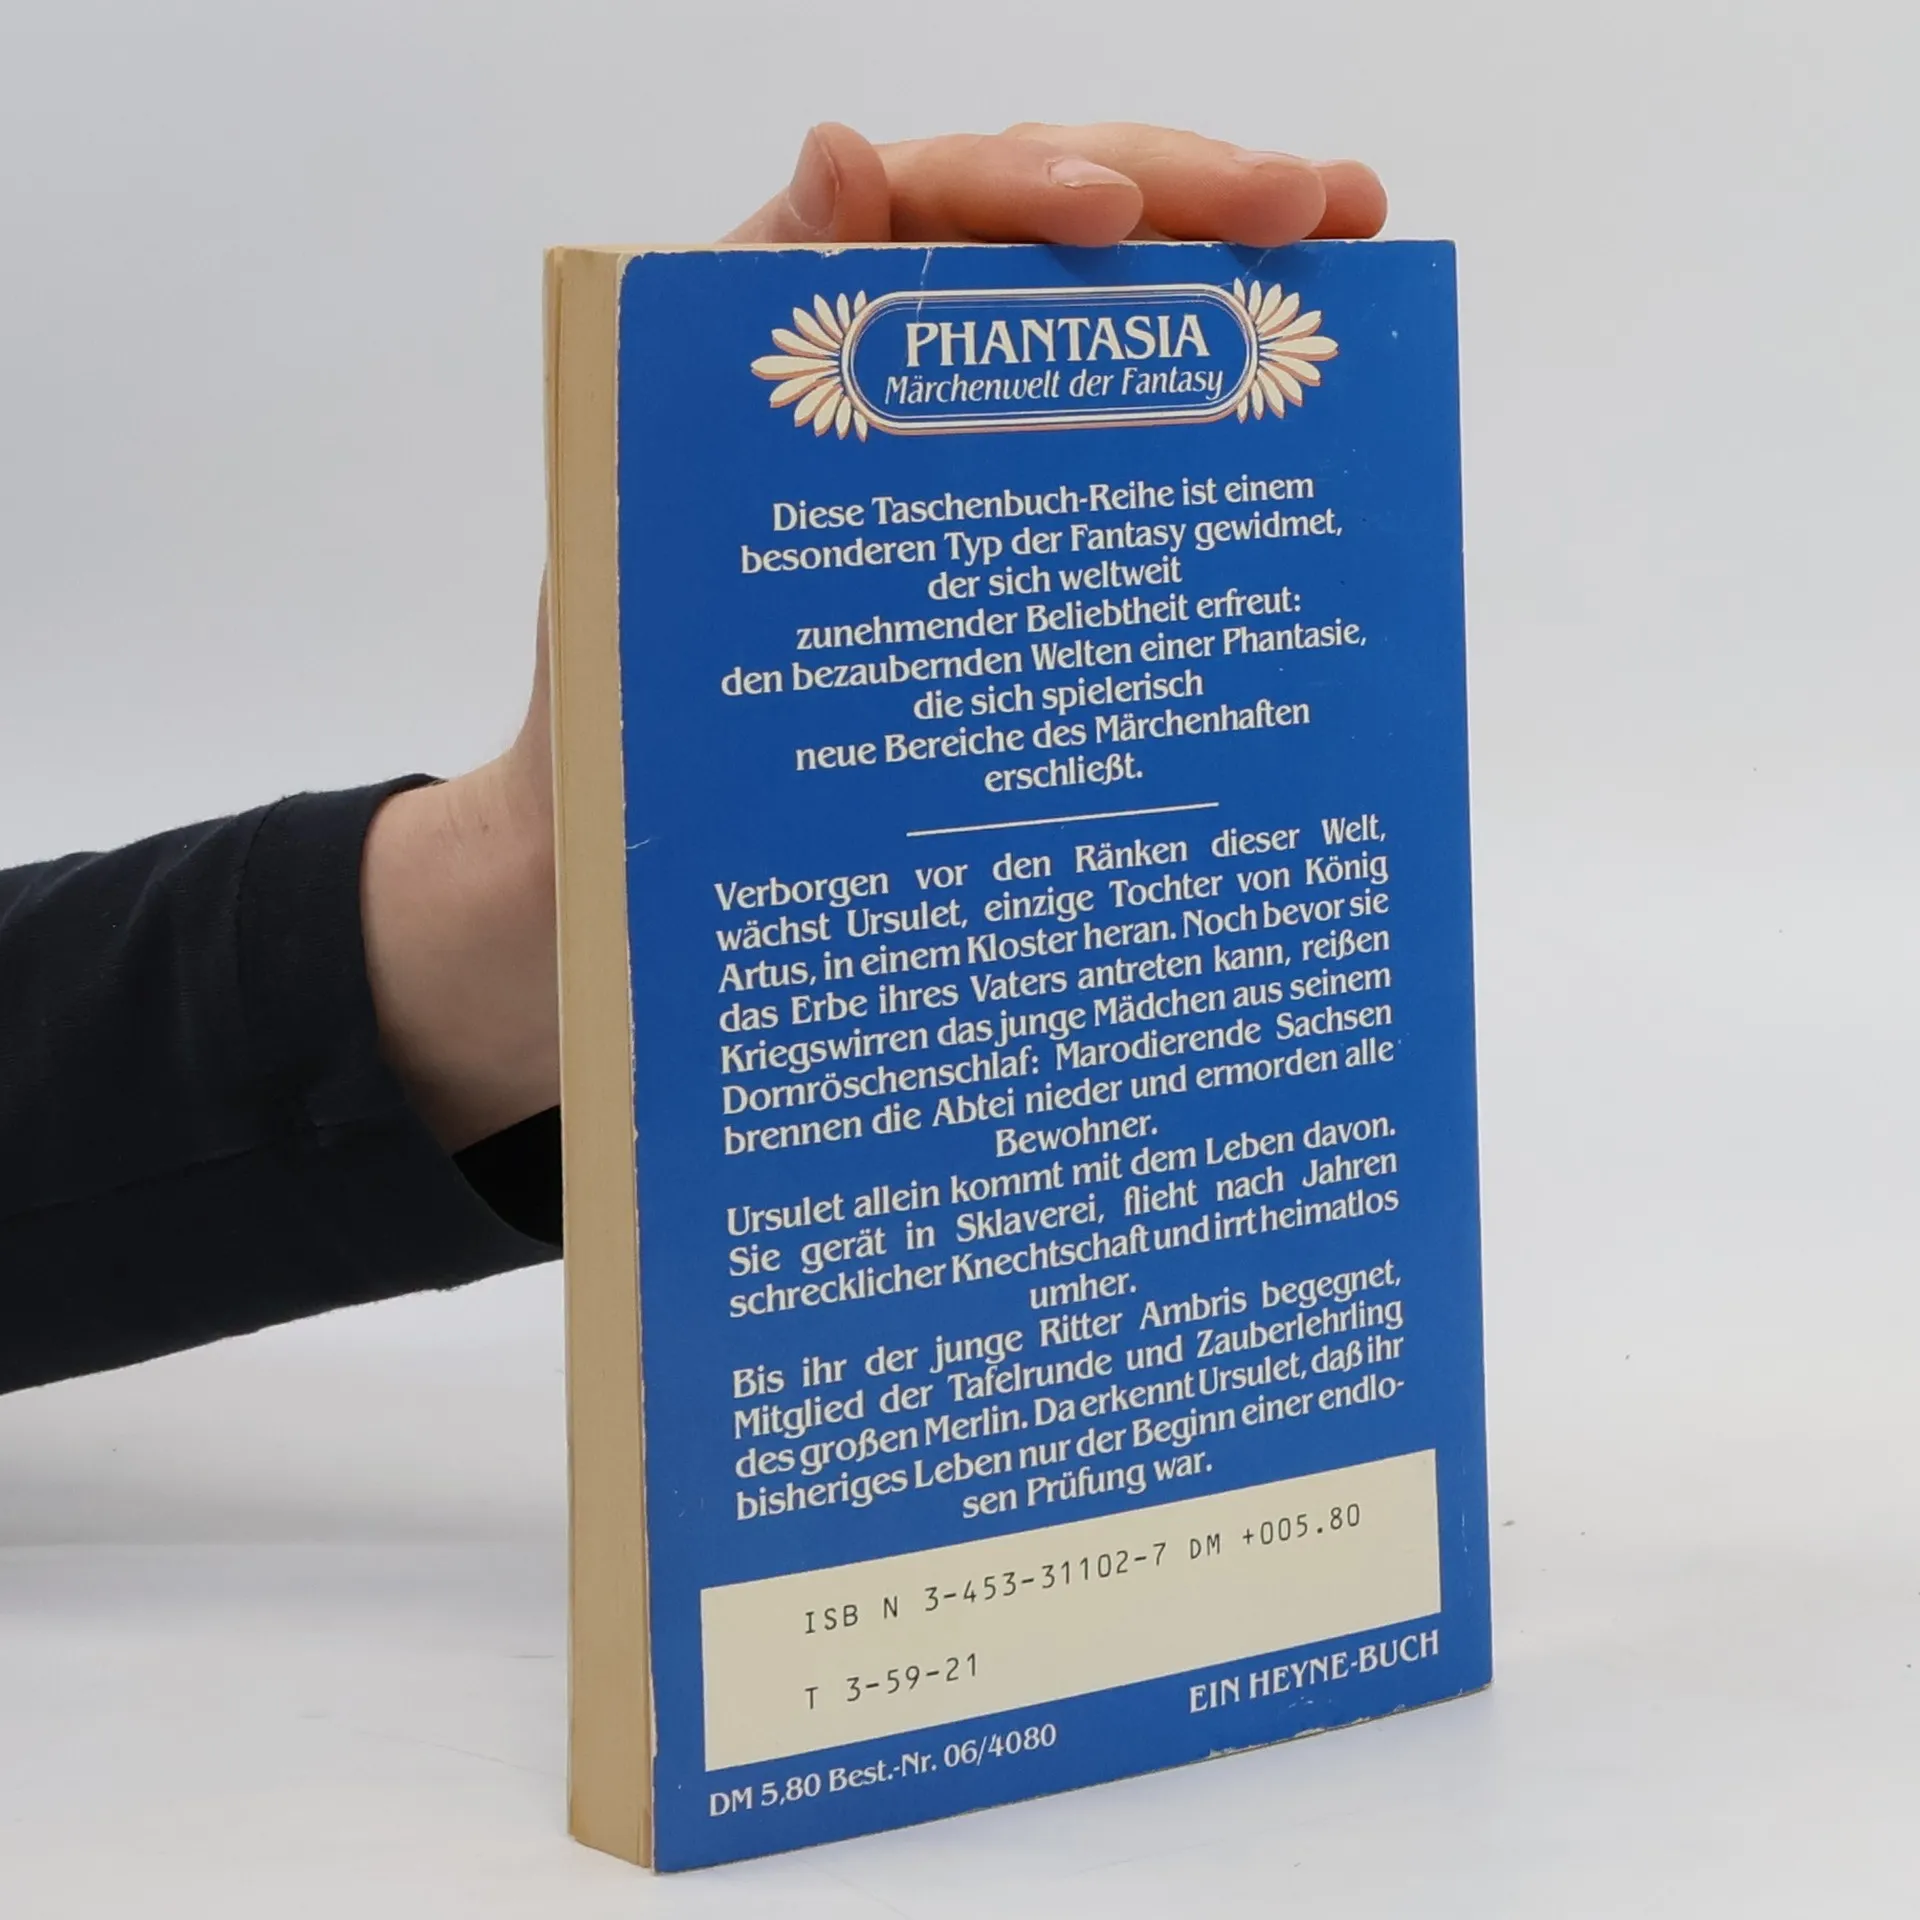 PHANTASIA
Märchenwelt der Fantasy
Diese Taschenbuch-Reihe ist einem
besonderen Typ der Fantasy gewidmet,
der sich weltweit
zunehmender Beliebtheit erfreut:
den bezaubernden Welten einer Phantasie,
die sich spielerisch
neue Bereiche des Märchenhaften
erschließt.
Verborgen vor den Ränken dieser Welt,
wächst Ursulet, einzige Tochter von König
Artus, in einem Kloster heran. Noch bevor sie
das Erbe ihres Vaters antreten kann, reißen
Kriegswirren das junge Mädchen aus seinem
Dornröschenschlaf: Marodierende Sachsen
brennen die Abtei nieder und ermorden alle
Bewohner.
Ursulet allein kommt mit dem Leben davon.
Sie gerät in Sklaverei, flieht nach Jahren
schrecklicher Knechtschaft und irrt heimatlos
umher.
Bis ihr der junge Ritter Ambris begegnet,
Mitglied der Tafelrunde und Zauberlehrling
des großen Merlin. Da erkennt Ursulet, daß ihr
bisheriges Leben nur der Beginn einer endlo-
sen Prüfung war.
ISB N 3-453-31102-7 DM +005.80
T 3-59-21
DM 5,80 Best.-Nr. 06/4080
EIN HEYNE-BUCH